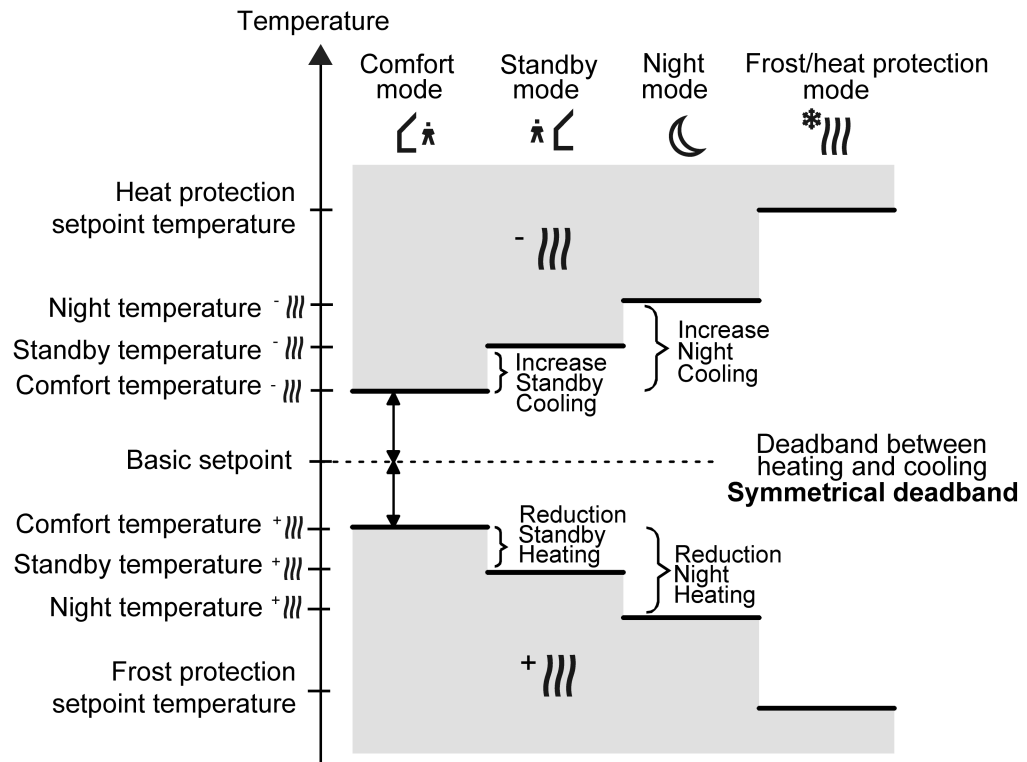 Temperature
Comfort
mode
Standby
mode
Night
mode
Frost/heat protection
mode
Heat protection
setpoint temperature
-
Night temperature -
Increase
Night
Cooling
Standby temperature -
Increase
Standby
Cooling
Comfort temperature -
Basic setpoint
Deadband between
heating and cooling
Symmetrical deadband
Comfort temperature +
Reduction
Standby
Heating
Standby temperature +
Reduction
Night
Heating
Night temperature +
+
Frost protection
setpoint temperature